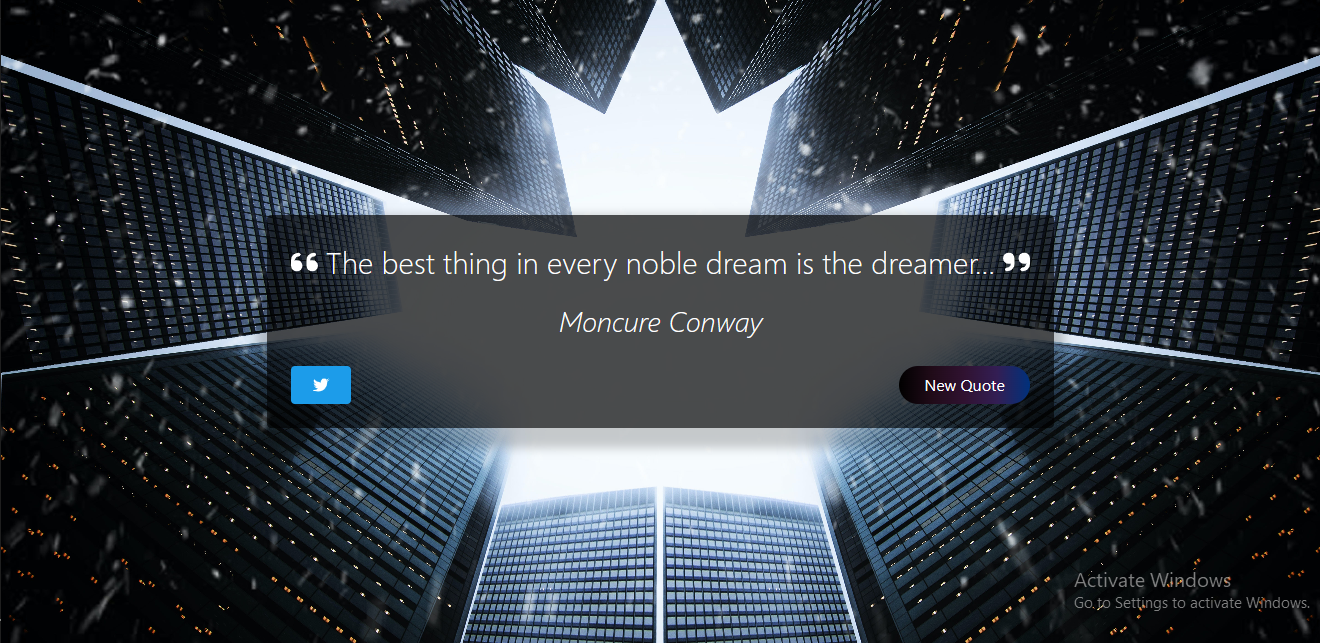 “ The best thing in every noble dream is the dreamer... ”
Moncure Conway
New Quote
Activate Windows
Go to Settings to activate Windows.